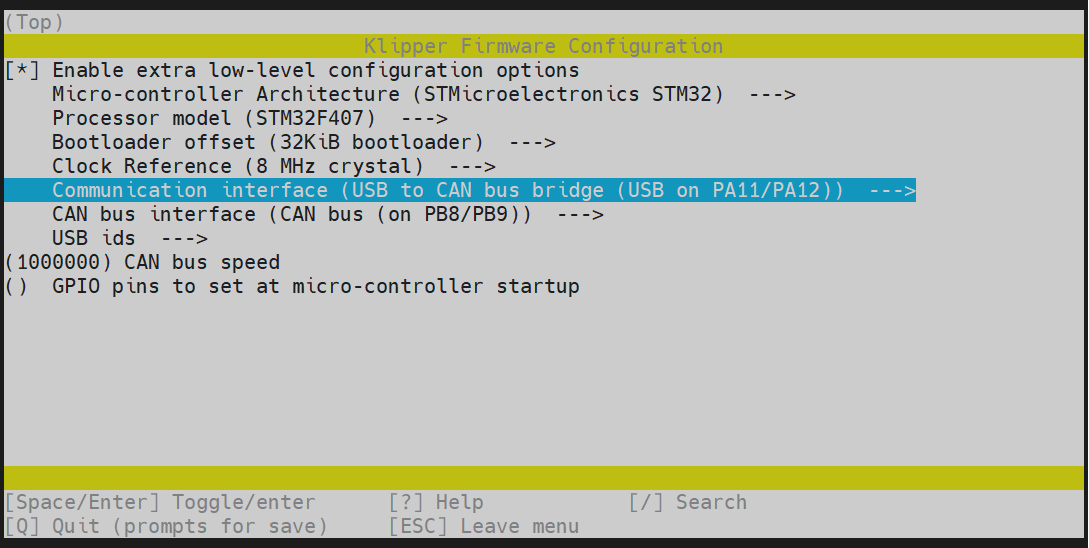 (Top)
Klipper Firmware Configuration
[*] Enable extra low-level configuration options
Micro-controller Architecture (STMicroelectronics STM32)  --->
Processor model (STM32F407)  --->
Bootloader offset (32KiB bootloader)  --->
Clock Reference (8 MHz crystal)  --->
Communication interface (USB to CAN bus bridge (USB on PA11/PA12))  --->
CAN bus interface (CAN bus (on PB8/PB9))  --->
USB ids  --->
(1000000) CAN bus speed
()  GPIO pins to set at micro-controller startup
[Space/Enter] Toggle/enter      [?] Help            [/] Search
[Q] Quit (prompts for save)     [ESC] Leave menu